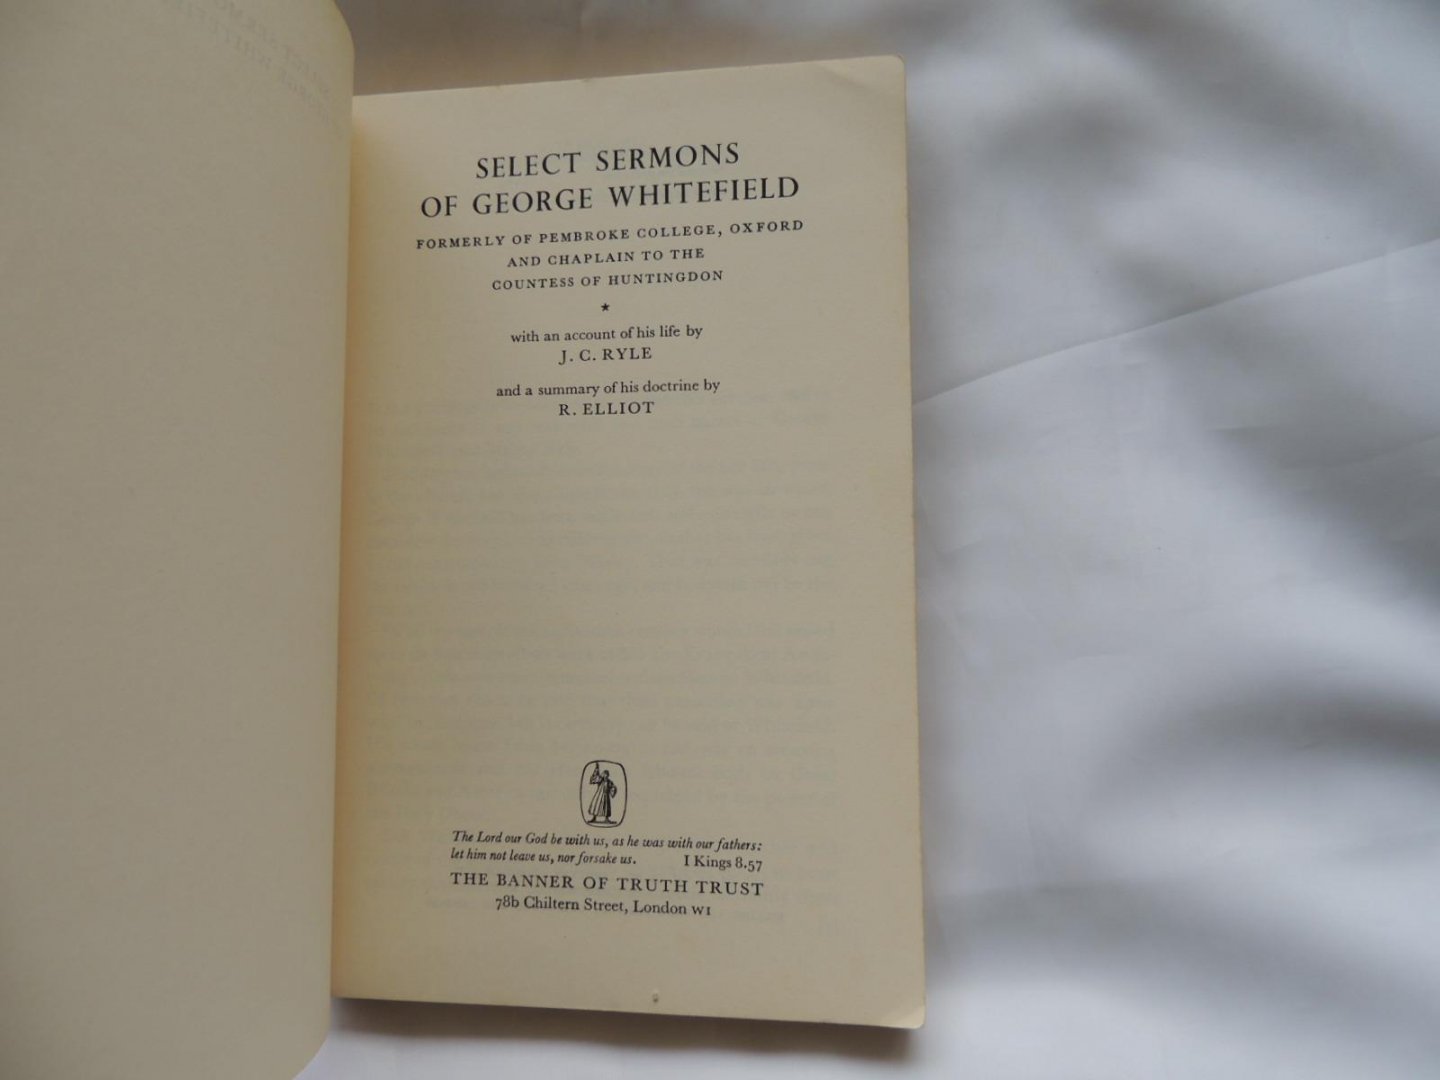 SELECT SERMONS
OF GEORGE WHITEFIELD
FORMERLY OF PEMBROKE COLLEGE, OXFORD
AND CHAPLAIN TO THE
COUNTESS OF HUNTINGDON
★
with an account of his life by
J. C. RYLE
and a summary of his doctrine by
R. ELLIOT
The Lord our God be with us, as he was with our fathers:
let him not leave us, nor forsake us. I Kings 8.57
THE BANNER OF TRUTH TRUST
78b Chiltern Street, London W1